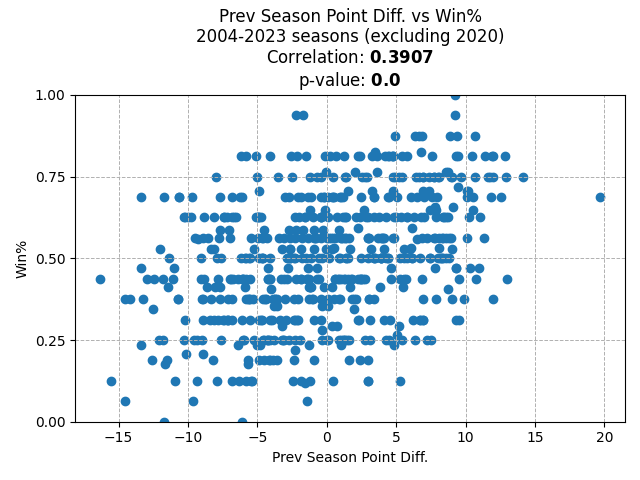 Prev Season Point Diff. vs Win%
2004-2023 seasons (excluding 2020)
Correlation: 0.3907
p-value: 0.0
1.00
0.75
0.50
0.25
0.00
Win%
−15
−10
−5
0
5
10
15
20
Prev Season Point Diff.